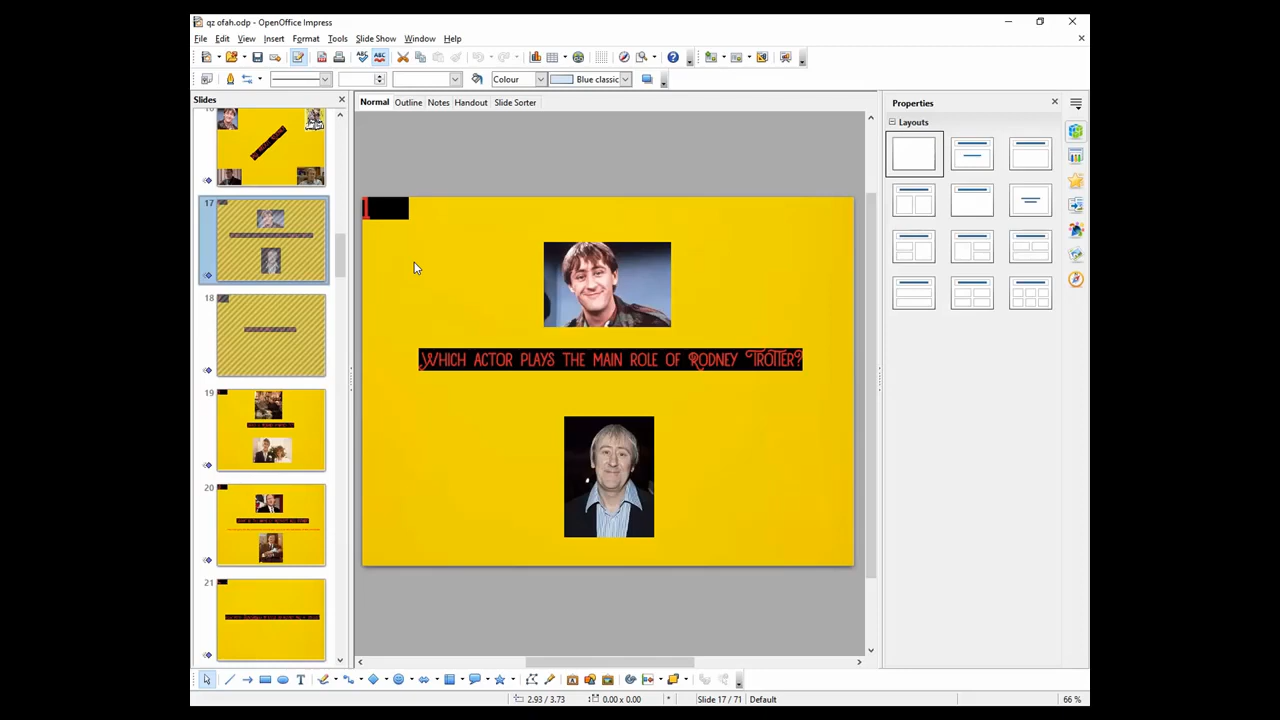 qz ofah.odp - OpenOffice Impress
File Edit View Insert Format Tools Slide Show Window Help
Colour Blue classic
Slides
Normal Outline Notes Handout Slide Sorter
Properties
Layouts
17
18
19
20
21
1
Which actor plays the main role of Rodney Trotter?
2.93 / 3.73 0.00 x 0.00 * Slide 17 / 71 Default 66 %